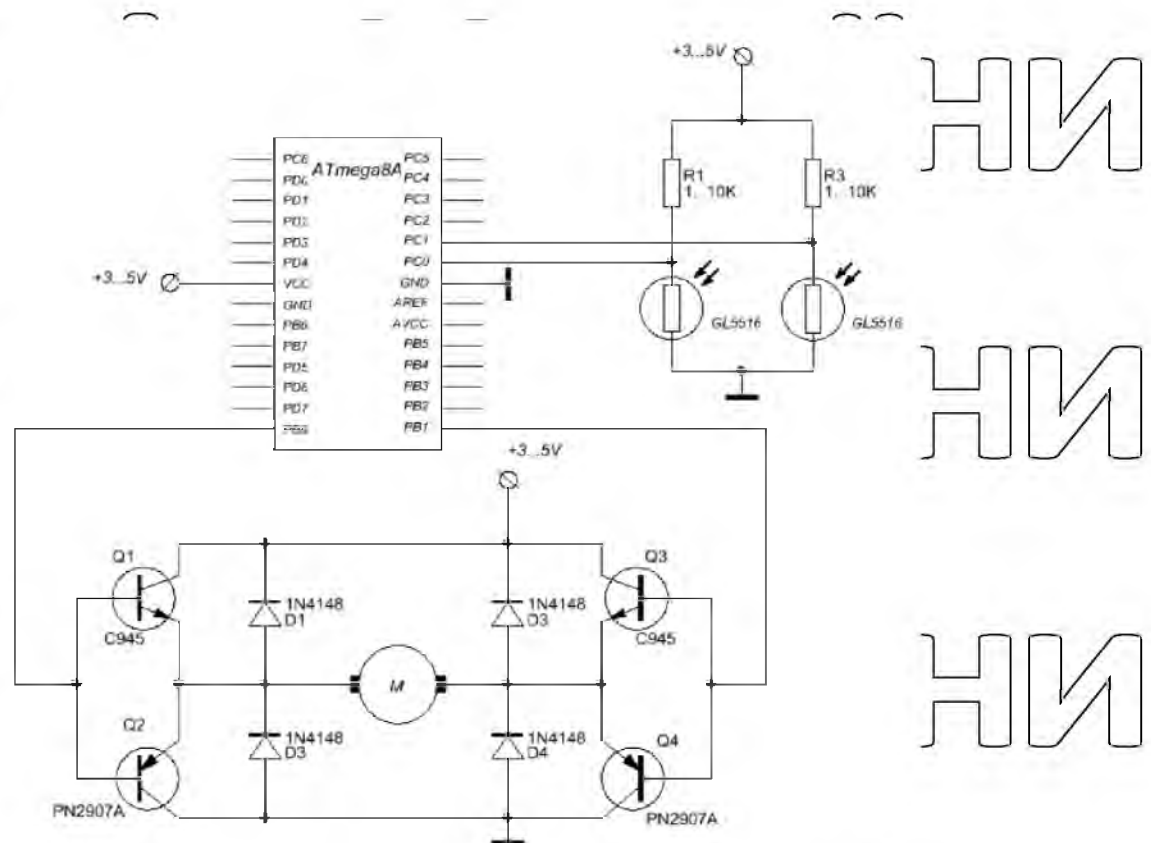 +3...5V
НИ
ATmega8A
PC6 PC5
PD0 PC4
PD1 PC3
PD2 PC2
PD3 PC1
PD4 PC0
+3...5V VCC GND
GND AREF
PB6 AVCC
PB7 PB5
PD5 PB4
PD6 PB3
PD7 PB2
PB0 PB1
R1
1...10K
R3
1...10K
GL5516
GL5516
НИ
+3...5V
Q1
C945
1N4148
D1
1N4148
D3
Q3
C945
M
НИ
Q2
PN2907A
1N4148
D3
1N4148
D4
Q4
PN2907A